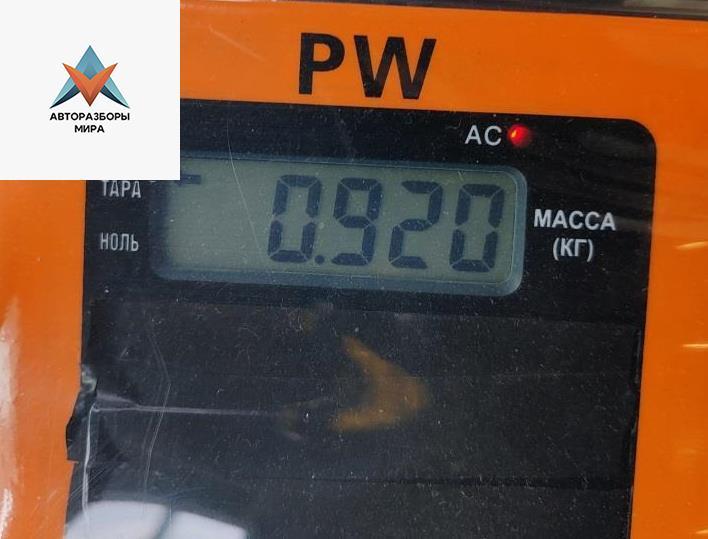 PW
АВТОРАЗБОРЫ
МИРА
AC
ТАРА
0.920
МАССА
(КГ)
НОЛЬ